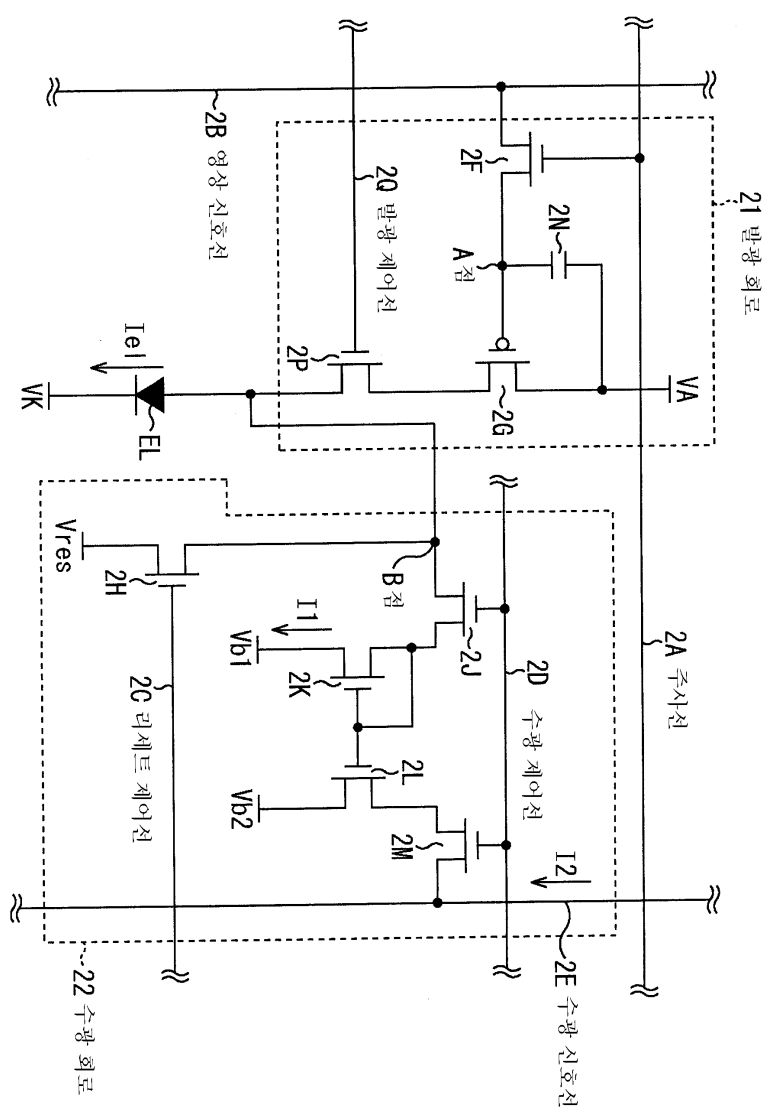 21 발광 회로
VA
2A 주사선
2N
2F
A 점
2G
2B 영상 신호선
2Q 발광 제어선
2P
Iel
EL
VK
2D 수광 제어선
2J
B 점
I1
Vb1
2K
2L
Vb2
2M
I2
2E 수광 신호선
2H
Vres
2C 리세트 제어선
22 수광 회로